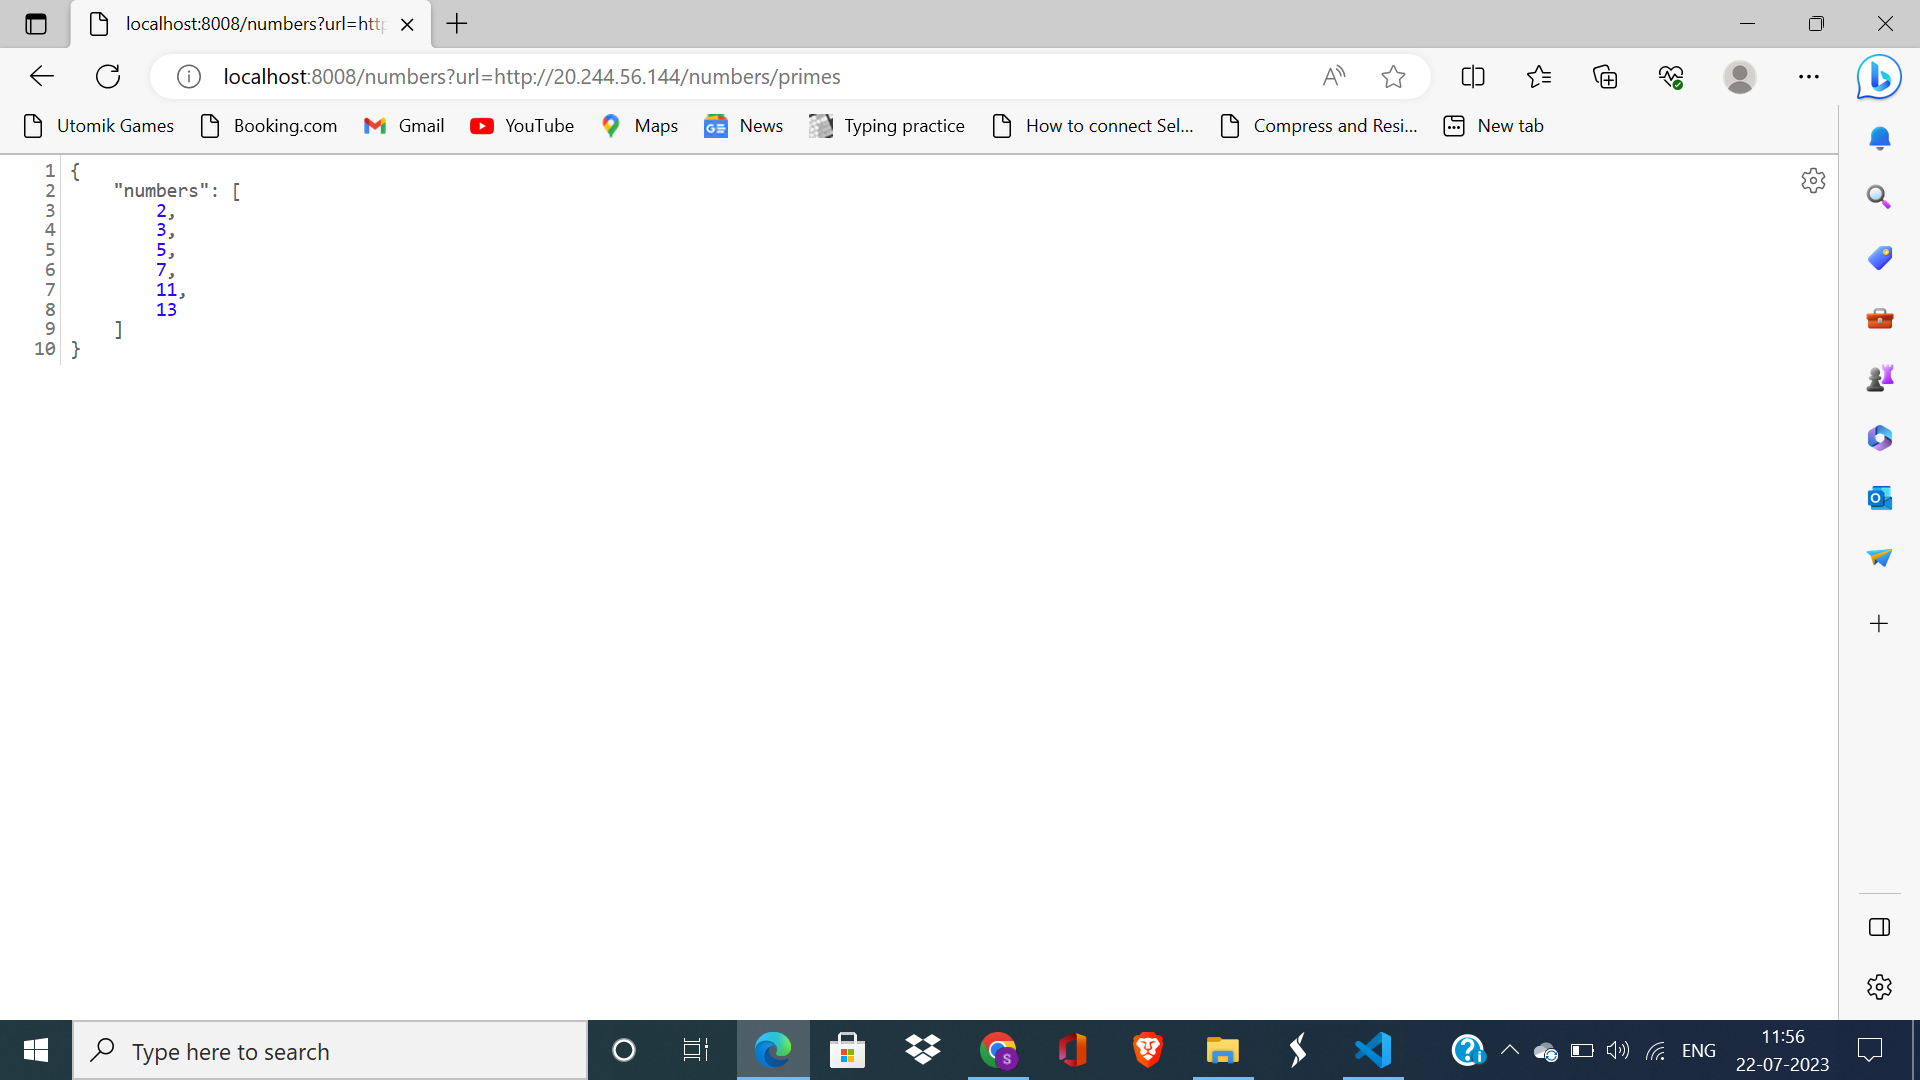 localhost:8008/numbers?url=http
localhost:8008/numbers?url=http://20.244.56.144/numbers/primes
Utomik Games Booking.com Gmail YouTube Maps News Typing practice How to connect Sel... Compress and Resi... New tab
1 {
2 "numbers": [
3 2,
4 3,
5 5,
6 7,
7 11,
8 13
9 ]
10 }
Type here to search
S
ENG
11:56
22-07-2023